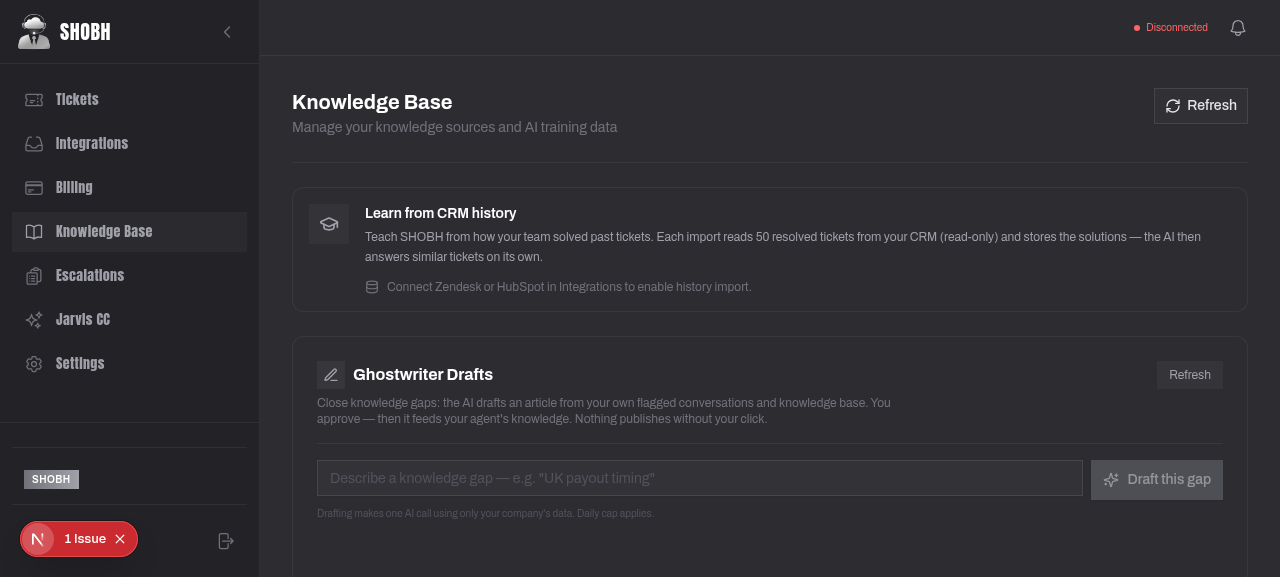 SHOBH
Disconnected
Tickets
Integrations
Billing
Knowledge Base
Escalations
Jarvis CC
Settings
SHOBH
N
1 Issue
Knowledge Base
Manage your knowledge sources and AI training data
Refresh
Learn from CRM history
Teach SHOBH from how your team solved past tickets. Each import reads 50 resolved tickets from your CRM (read-only) and stores the solutions — the AI then
answers similar tickets on its own.
Connect Zendesk or HubSpot in Integrations to enable history import.
Ghostwriter Drafts
Refresh
Close knowledge gaps: the AI drafts an article from your own flagged conversations and knowledge base. You
approve — then it feeds your agent's knowledge. Nothing publishes without your click.
Describe a knowledge gap — e.g. "UK payout timing"
Draft this gap
Drafting makes one AI call using only your company's data. Daily cap applies.